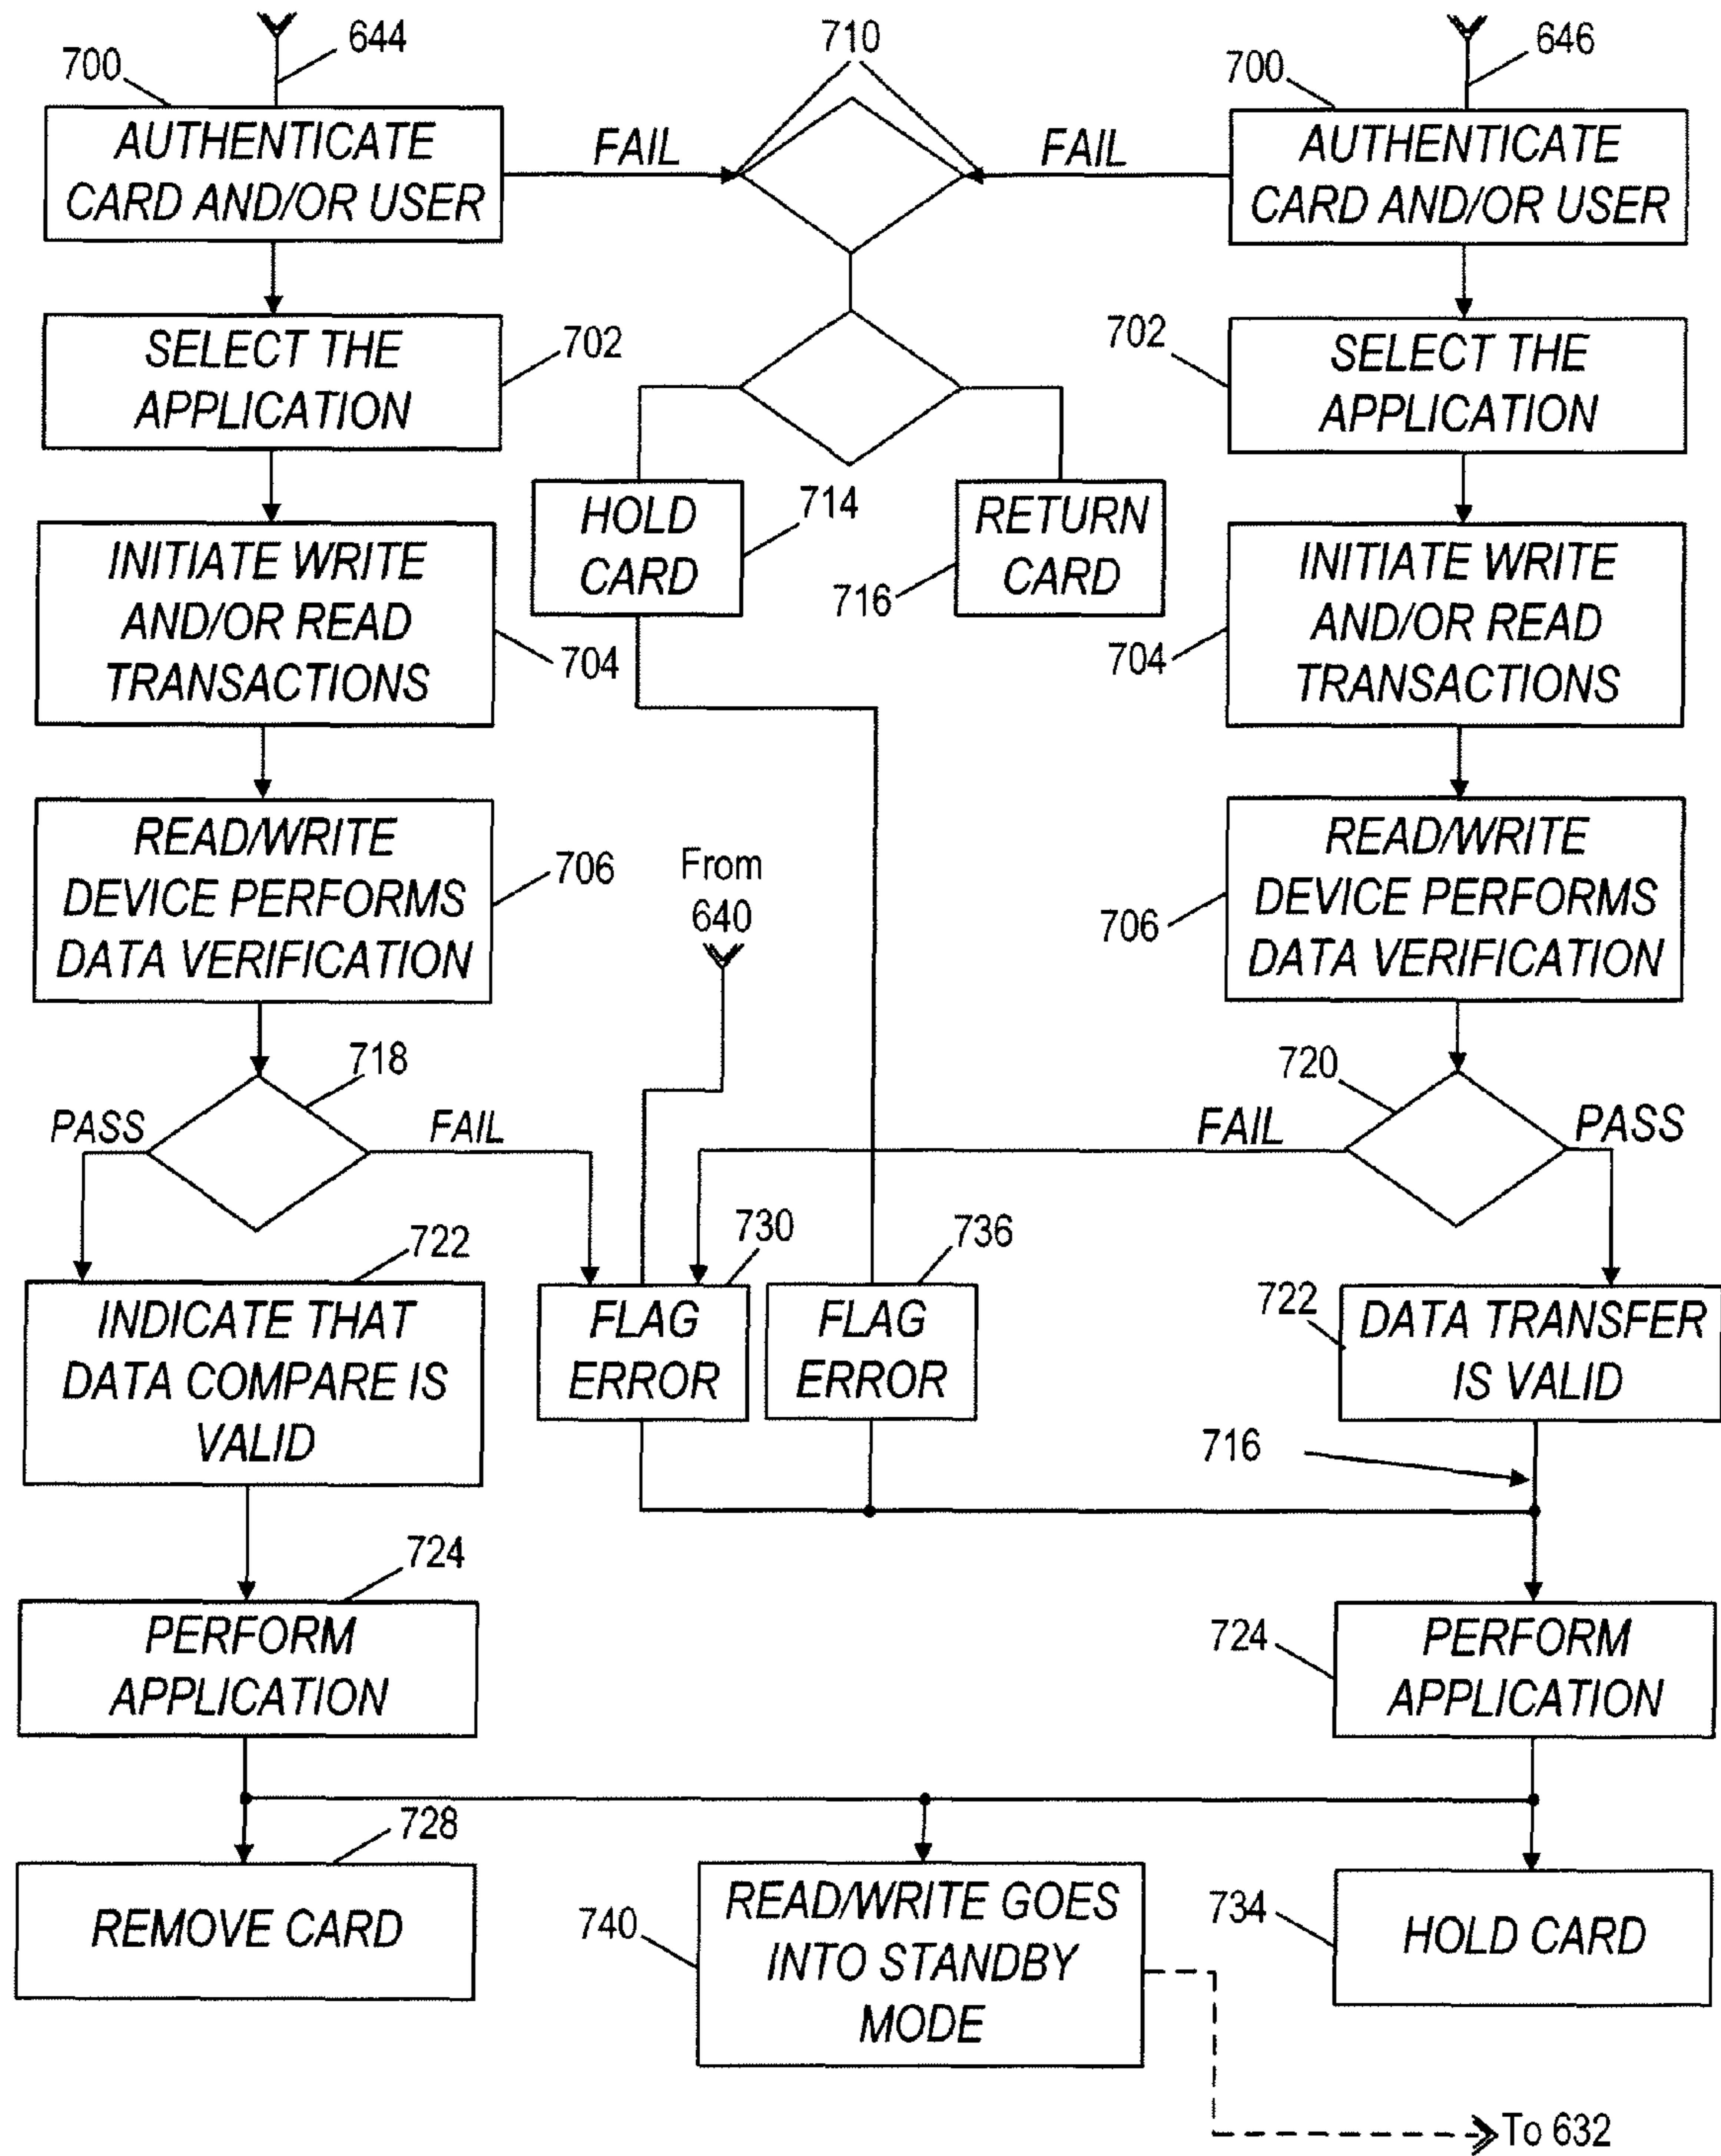 644
710
646
700
700
AUTHENTICATE
CARD AND/OR USER
FAIL
FAIL
AUTHENTICATE
CARD AND/OR USER
SELECT THE
APPLICATION
702
702
SELECT THE
APPLICATION
HOLD
CARD
714
RETURN
CARD
716
INITIATE WRITE
AND/OR READ
TRANSACTIONS
704
704
INITIATE WRITE
AND/OR READ
TRANSACTIONS
READ/WRITE
DEVICE PERFORMS
DATA VERIFICATION
706
From
640
706
READ/WRITE
DEVICE PERFORMS
DATA VERIFICATION
718
720
PASS
FAIL
FAIL
PASS
722
730
736
INDICATE THAT
DATA COMPARE IS
VALID
FLAG
ERROR
FLAG
ERROR
722
DATA TRANSFER
IS VALID
716
724
PERFORM
APPLICATION
724
PERFORM
APPLICATION
728
REMOVE CARD
740
READ/WRITE GOES
INTO STANDBY
MODE
734
HOLD CARD
To 632